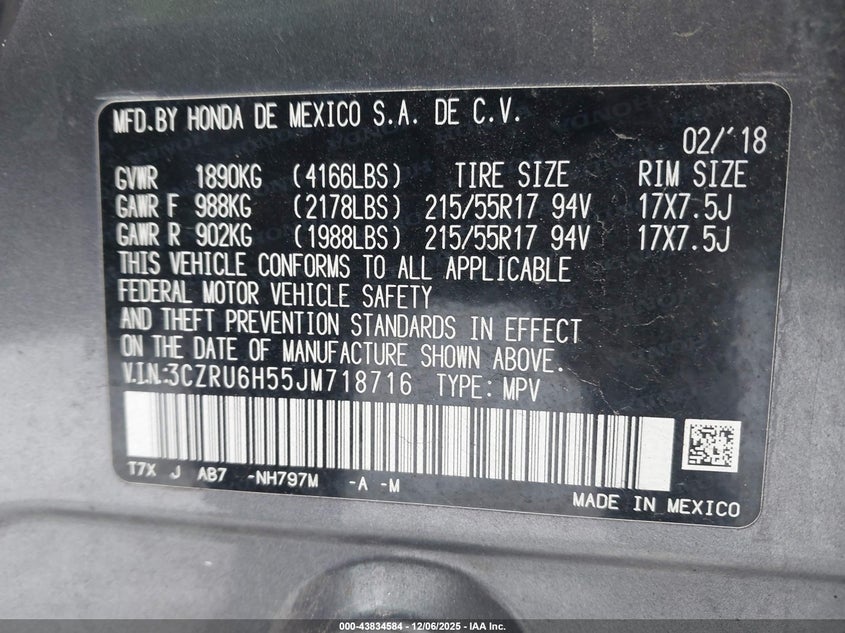 MFD.BY HONDA DE MEXICO S.A. DE C.V.
02/'18
GVWR 1890KG (4166LBS) TIRE SIZE RIM SIZE
GAWR F 988KG (2178LBS) 215/55R17 94V 17X7.5J
GAWR R 902KG (1988LBS) 215/55R17 94V 17X7.5J
THIS VEHICLE CONFORMS TO ALL APPLICABLE
FEDERAL MOTOR VEHICLE SAFETY
AND THEFT PREVENTION STANDARDS IN EFFECT
ON THE DATE OF MANUFACTURE SHOWN ABOVE.
V.I.N.:3CZRU6H55JM718716 TYPE: MPV
T7X J AB7 -NH797M -A -M
MADE IN MEXICO
000-43834584 - 12/06/2025 - IAA Inc.